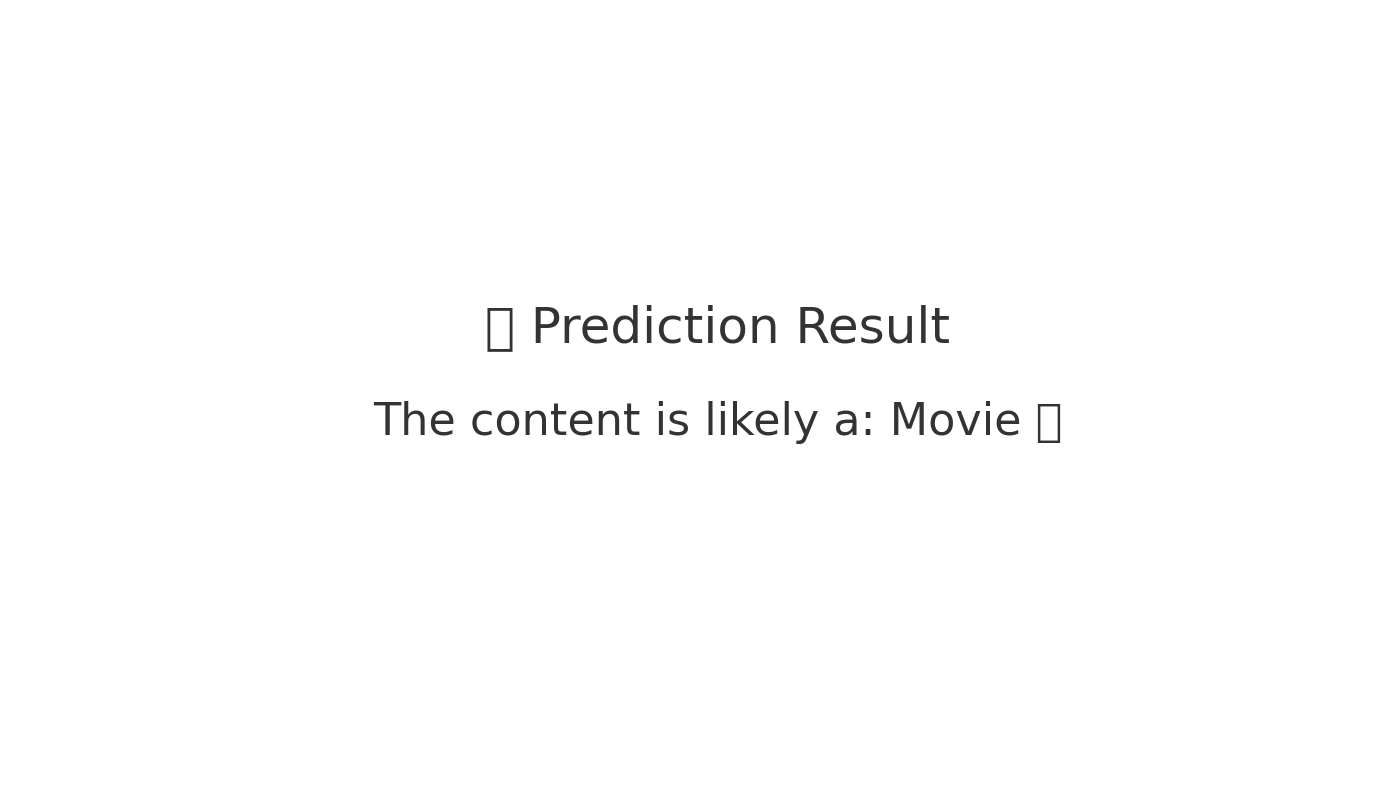 ▯ Prediction Result
The content is likely a: Movie ▯